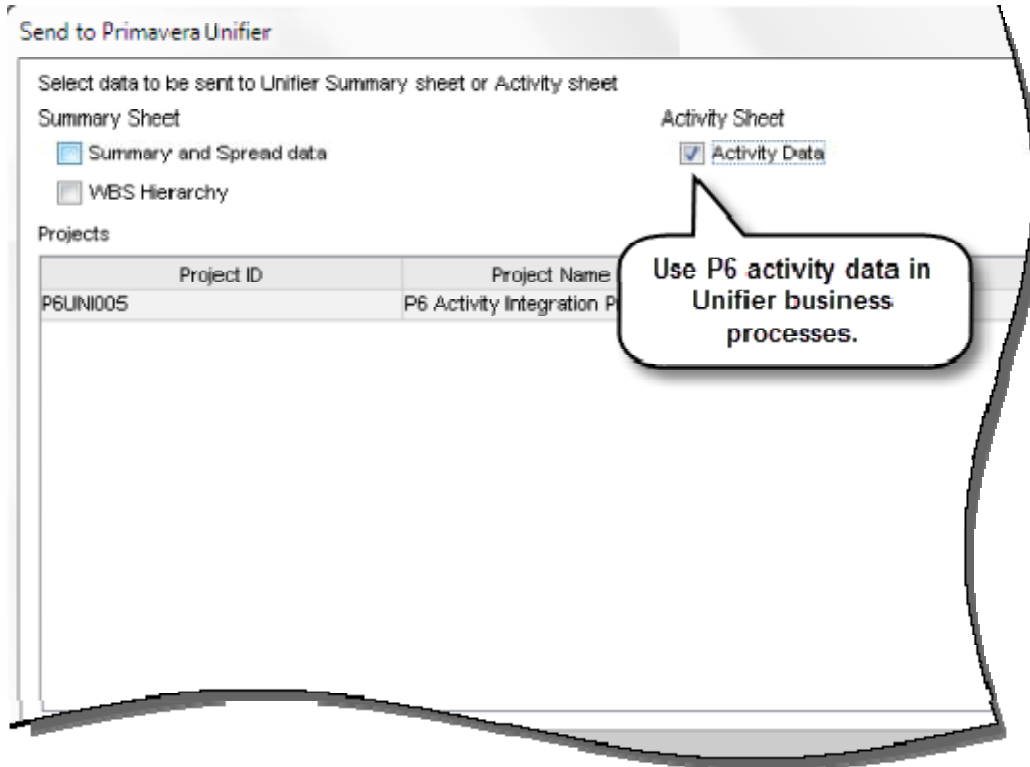 Send to Primavera Unifier
Select data to be sent to Unifier Summary sheet or Activity sheet
Summary Sheet
Activity Sheet
Summary and Spread data
Activity Data
WBS Hierarchy
Projects
Project ID
Project Name
P6UNI005
P6 Activity Integration
Use P6 activity data in
Unifier business
processes.